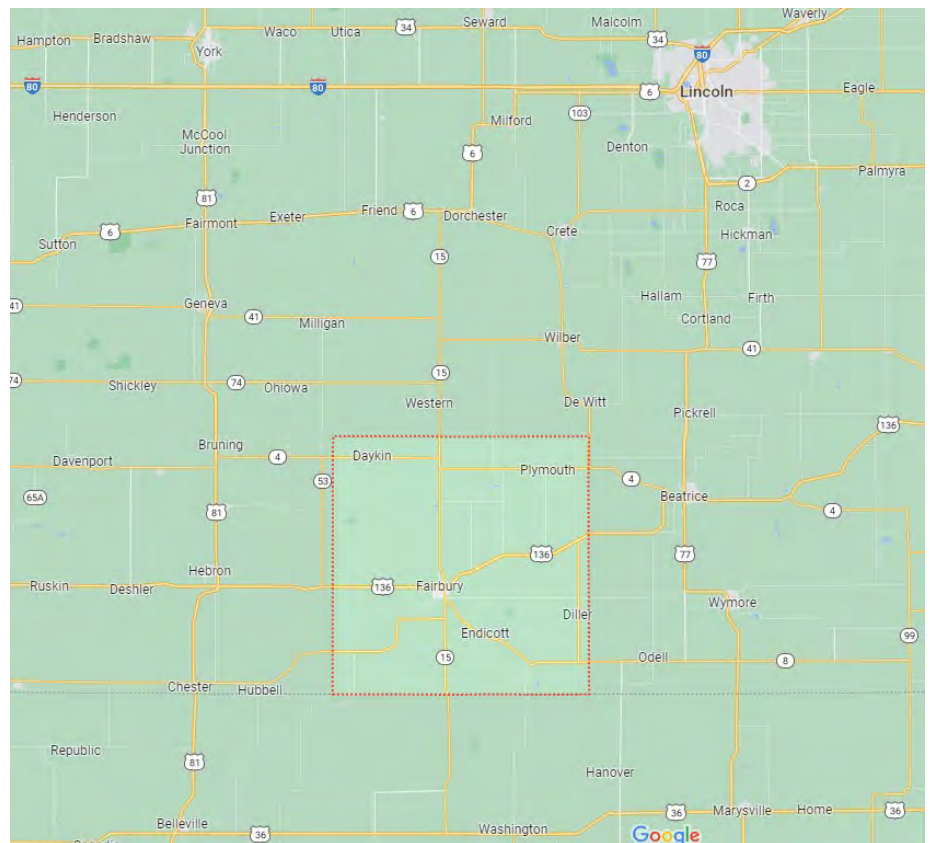 Hampton
Bradshaw
Waco
Utica
34
Seward
Malcolm
Waverly
York
34
80
80
80
6
Lincoln
Eagle
Henderson
McCool
Junction
Milford
103
Denton
6
2
Palmyra
81
Roca
Sutton
6
Fairmont
Exeter
Friend
6
Dorchester
Crete
Hickman
15
77
41
Geneva
41
Milligan
Hallam
Firth
Cortland
Wilber
41
74
Shickley
74
Ohiowa
15
Western
De Witt
Pickrell
136
Bruning
Davenport
4
Daykin
53
Plymouth
4
65A
Beatrice
4
81
136
77
Hebron
Ruskin
Deshler
136
Fairbury
Diller
Wymore
Endicott
99
15
Odell
8
Chester
Hubbell
Republic
81
Hanover
Belleville
36
Washington
36
Marysville
Home
36
Google